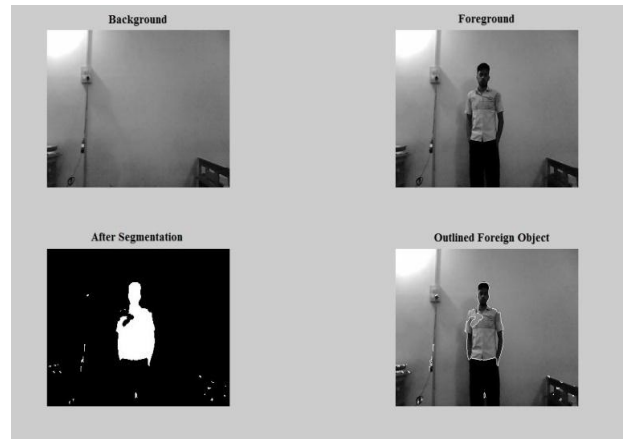 Background
Foreground
After Segmentation
Outlined Foreign Object